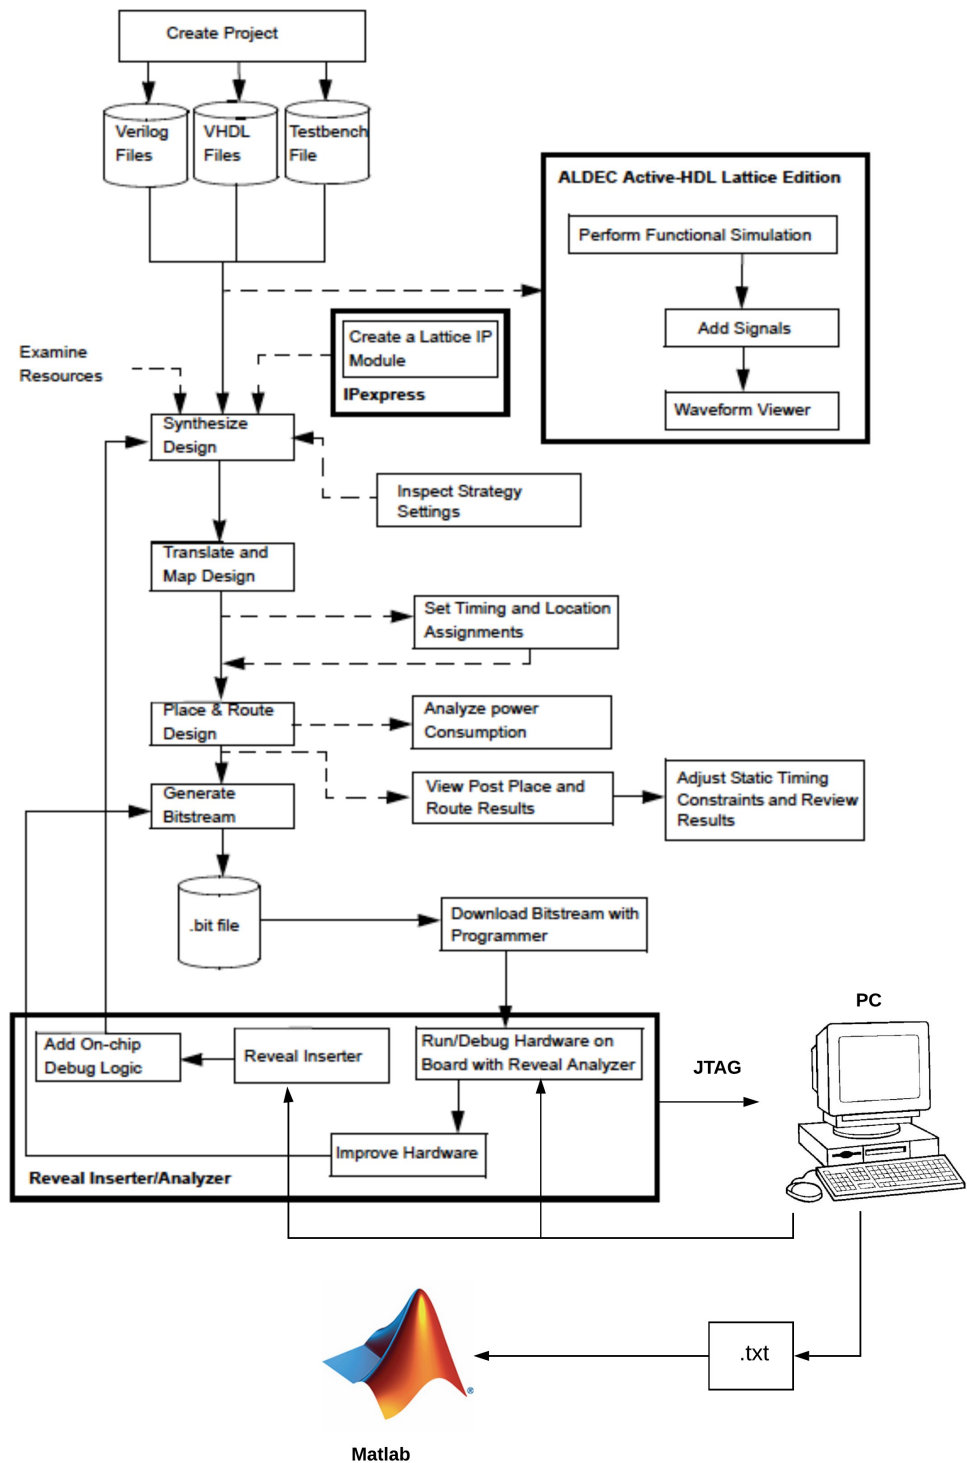 Create Project
Verilog
Files
VHDL
Files
Testbench
File
ALDEC Active-HDL Lattice Edition
Perform Functional Simulation
Add Signals
Waveform Viewer
Create a Lattice IP
Module
IPexpress
Examine
Resources
Synthesize
Design
Inspect Strategy
Settings
Translate and
Map Design
Set Timing and Location
Assignments
Place & Route
Design
Analyze power
Consumption
View Post Place and
Route Results
Adjust Static Timing
Constraints and Review
Results
Generate
Bitstream
.bit file
Download Bitstream with
Programmer
Add On-chip
Debug Logic
Reveal Inserter
Run/Debug Hardware on
Board with Reveal Analyzer
Improve Hardware
Reveal Inserter/Analyzer
JTAG
PC
.txt
®
Matlab